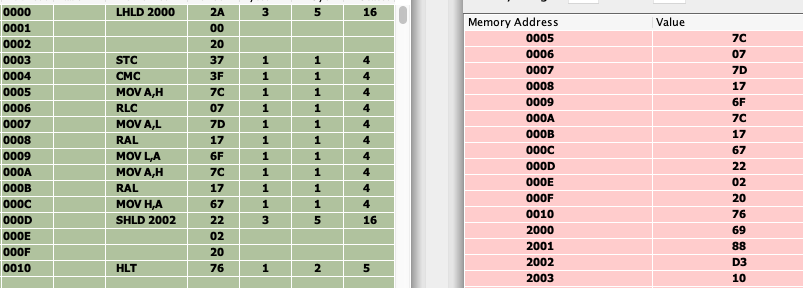 0000 LHLD 2000 2A 3 5 16
0001 00
0002 20
0003 STC 37 1 1 4
0004 CMC 3F 1 1 4
0005 MOV A,H 7C 1 1 4
0006 RLC 07 1 1 4
0007 MOV A,L 7D 1 1 4
0008 RAL 17 1 1 4
0009 MOV L,A 6F 1 1 4
000A MOV A,H 7C 1 1 4
000B RAL 17 1 1 4
000C MOV H,A 67 1 1 4
000D SHLD 2002 22 3 5 16
000E 02
000F 20
0010 HLT 76 1 2 5
Memory Address Value
0005 7C
0006 07
0007 7D
0008 17
0009 6F
000A 7C
000B 17
000C 67
000D 22
000E 02
000F 20
0010 76
2000 69
2001 88
2002 D3
2003 10